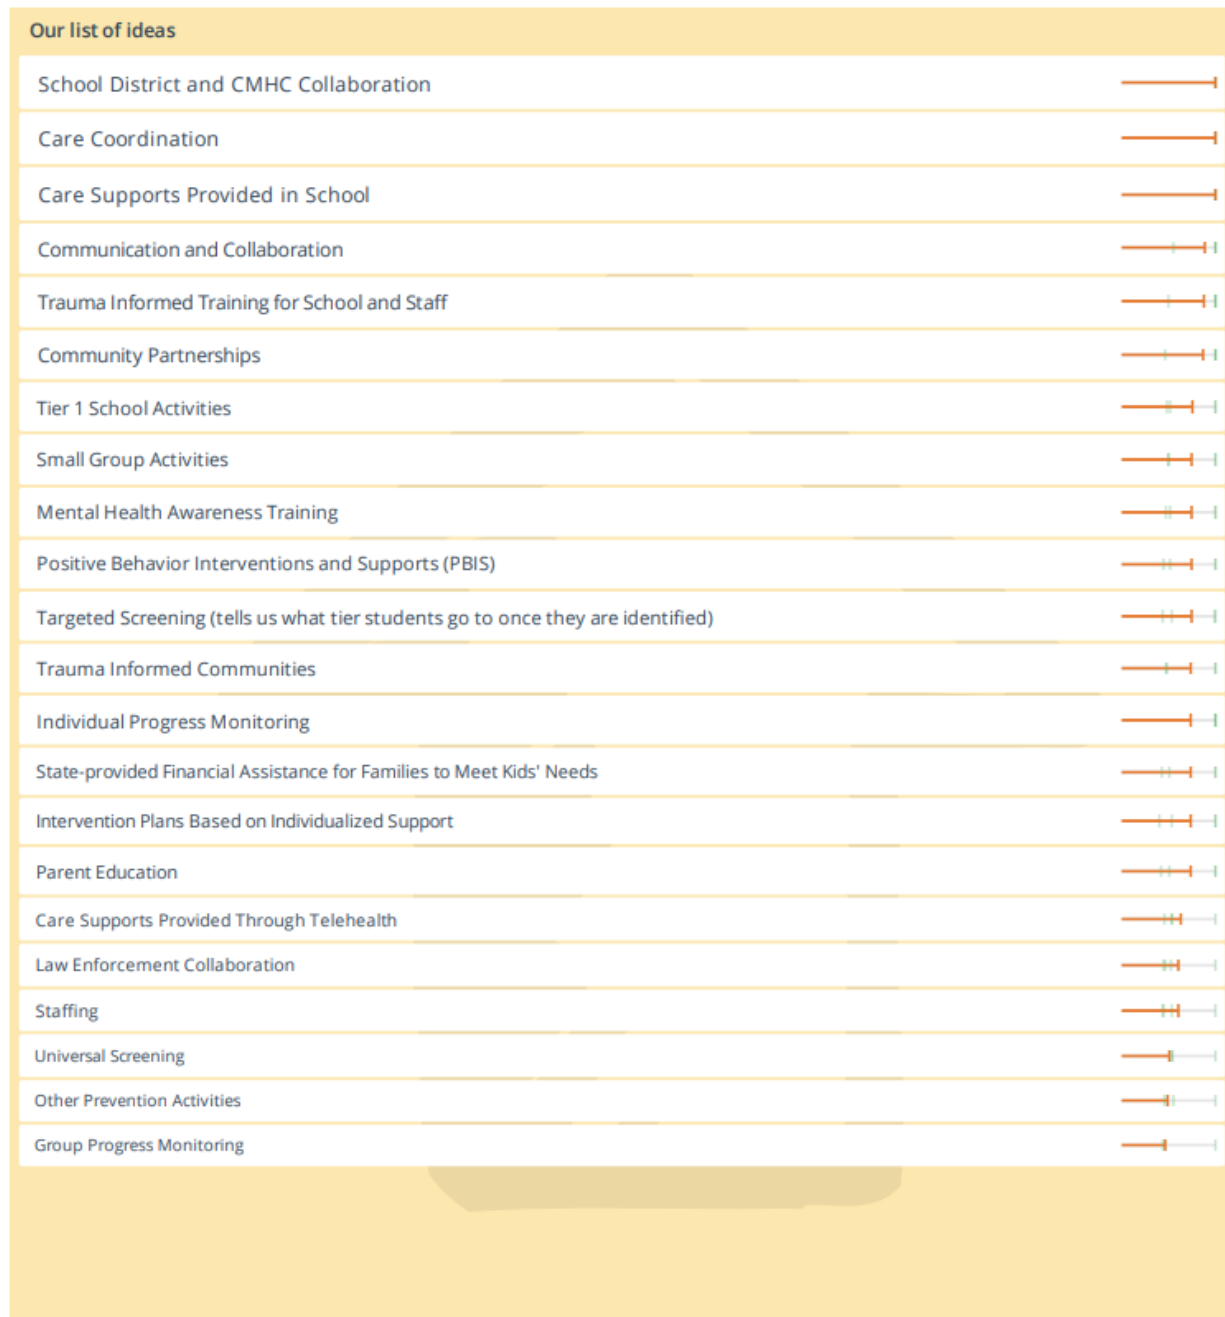 Our list of ideas
School District and CMHC Collaboration
Care Coordination
Care Supports Provided in School
Communication and Collaboration
Trauma Informed Training for School and Staff
Community Partnerships
Tier 1 School Activities
Small Group Activities
Mental Health Awareness Training
Positive Behavior Interventions and Supports (PBIS)
Targeted Screening (tells us what tier students go to once they are identified)
Trauma Informed Communities
Individual Progress Monitoring
State-provided Financial Assistance for Families to Meet Kids' Needs
Intervention Plans Based on Individualized Support
Parent Education
Care Supports Provided Through Telehealth
Law Enforcement Collaboration
Staffing
Universal Screening
Other Prevention Activities
Group Progress Monitoring